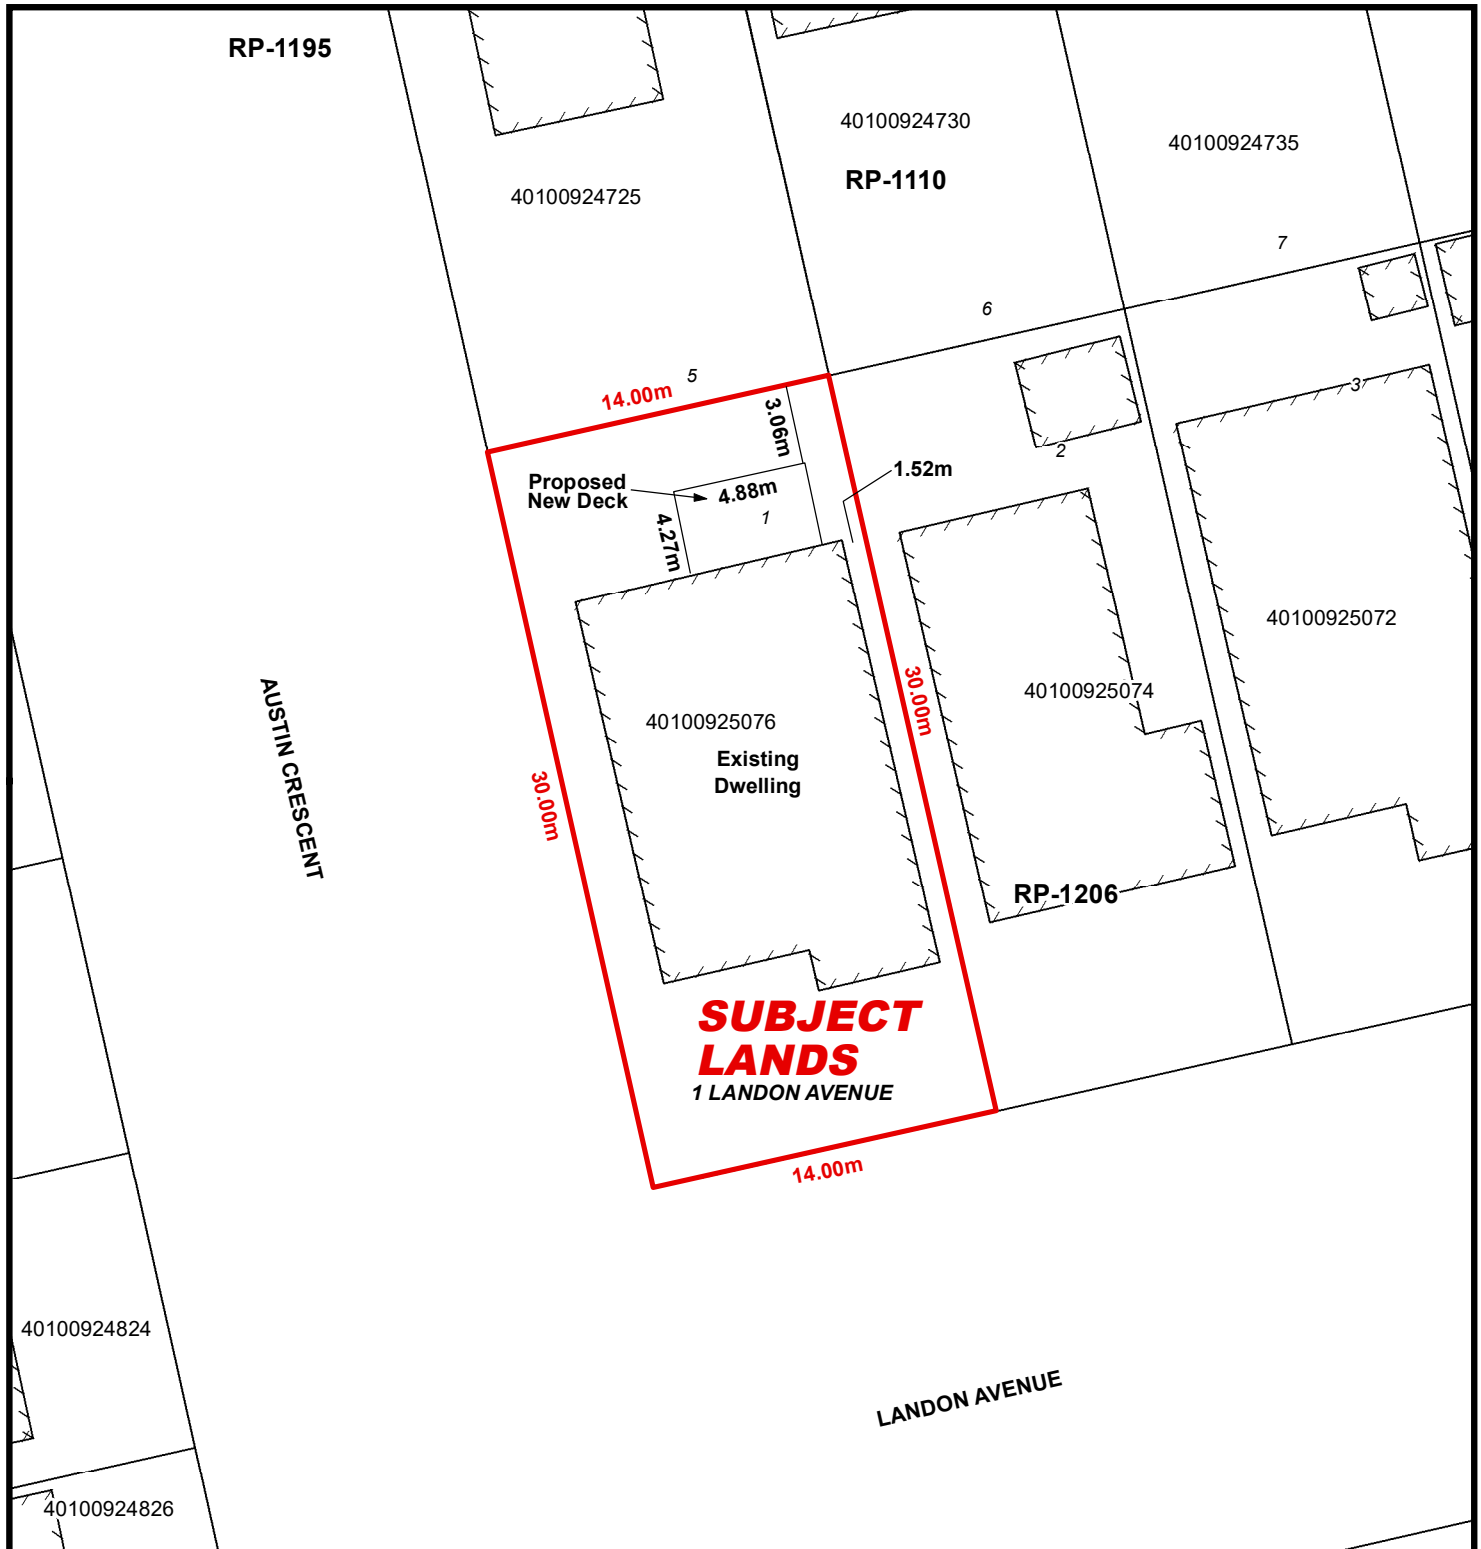 RP-1195
40100924730
40100924735
RP-1110
40100924725
7
6
5
14.00m
3.06m
3
2
1.52m
Proposed
New Deck
4.88m
1
4.27m
40100925072
40100925074
30.00m
40100925076
Existing
Dwelling
AUSTIN CRESCENT
30.00m
RP-1206
SUBJECT
LANDS
1 LANDON AVENUE
14.00m
40100924824
LANDON AVENUE
40100924826